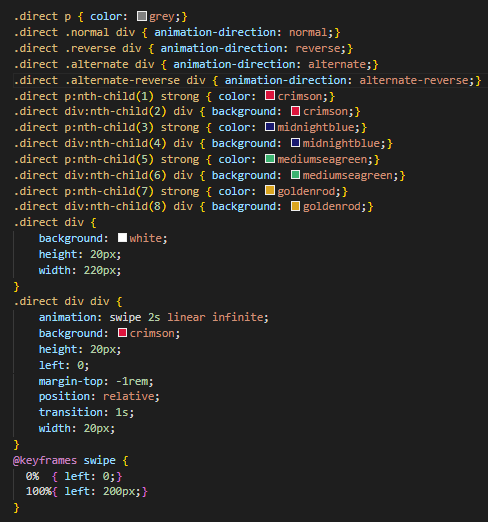 .direct p { color: grey;}
.direct .normal div { animation-direction: normal;}
.direct .reverse div { animation-direction: reverse;}
.direct .alternate div { animation-direction: alternate;}
.direct .alternate-reverse div { animation-direction: alternate-reverse;}
.direct p:nth-child(1) strong { color: crimson;}
.direct div:nth-child(2) div { background: crimson;}
.direct p:nth-child(3) strong { color: midnightblue;}
.direct div:nth-child(4) div { background: midnightblue;}
.direct p:nth-child(5) strong { color: mediumseagreen;}
.direct div:nth-child(6) div { background: mediumseagreen;}
.direct p:nth-child(7) strong { color: goldenrod;}
.direct div:nth-child(8) div { background: goldenrod;}
.direct div {
    background: white;
    height: 20px;
    width: 220px;
}
.direct div div {
    animation: swipe 2s linear infinite;
    background: crimson;
    height: 20px;
    left: 0;
    margin-top: -1rem;
    position: relative;
    transition: 1s;
    width: 20px;
}
@keyframes swipe {
  0%  { left: 0;}
  100%{ left: 200px;}
}